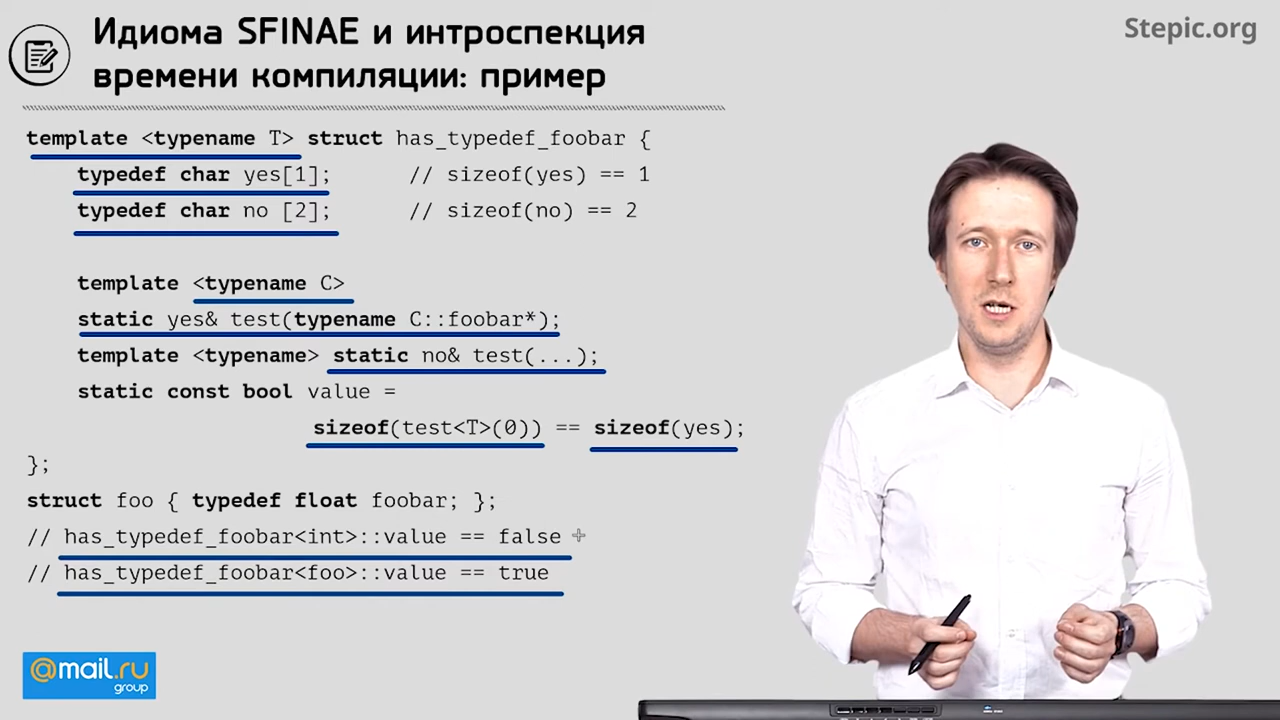 Идиома SFINAE и интроспекция
времени компиляции: пример
Stepic.org
template <typename T> struct has_typedef_foobar {
typedef char yes[1]; // sizeof(yes) == 1
typedef char no [2]; // sizeof(no) == 2
template <typename C>
static yes& test(typename C::foobar*);
template <typename> static no& test(...);
static const bool value =
sizeof(test<T>(0)) == sizeof(yes);
};
struct foo { typedef float foobar; };
// has_typedef_foobar<int>::value == false
// has_typedef_foobar<foo>::value == true
@mail.ru
group